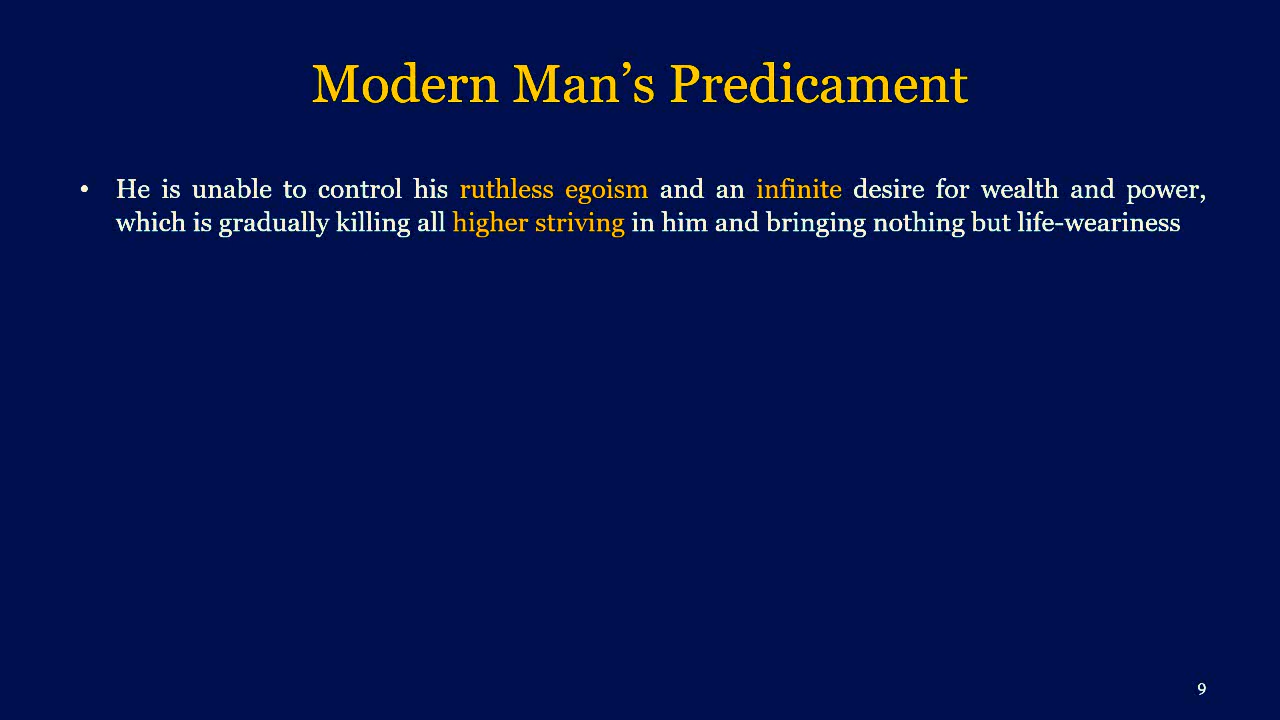 Modern Man’s Predicament
• He is unable to control his ruthless egoism and an infinite desire for wealth and power,
which is gradually killing all higher striving in him and bringing nothing but life-weariness
9